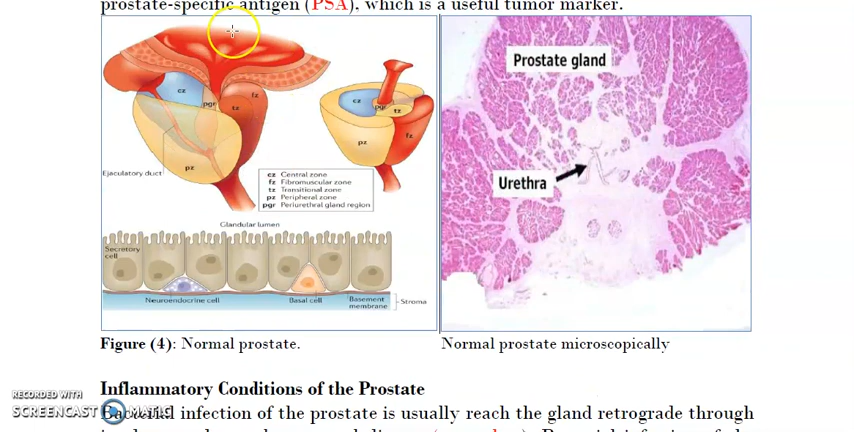 prostate-specific antigen (PSA), which is a useful tumor marker.
cz
pgr
tz
fz
pz
Ejaculatory duct
cz
pgr
tz
pz
fz
cz Central zone
fz Fibromuscular zone
tz Transitional zone
pz Peripheral zone
pgr Periurethral gland region
Glandular lumen
Secretory
cell
Neuroendocrine cell
Basal cell
Basement
membrane
Stroma
Prostate gland
Urethra
Figure (4): Normal prostate.
Normal prostate microscopically
Inflammatory Conditions of the Prostate
Bacterial infection of the prostate is usually reach the gland retrograde through
RECORDED WITH
SCREENCAST MATIC